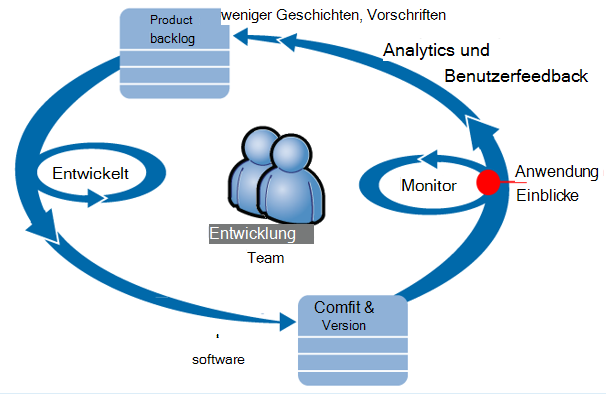 Product
backlog
weniger Geschichten, Vorschriften
Analytics und
Benutzerfeedback
Entwickelt
Monitor
Anwendung
Einblicke
Entwicklung
Team
Comfit &
Version
software